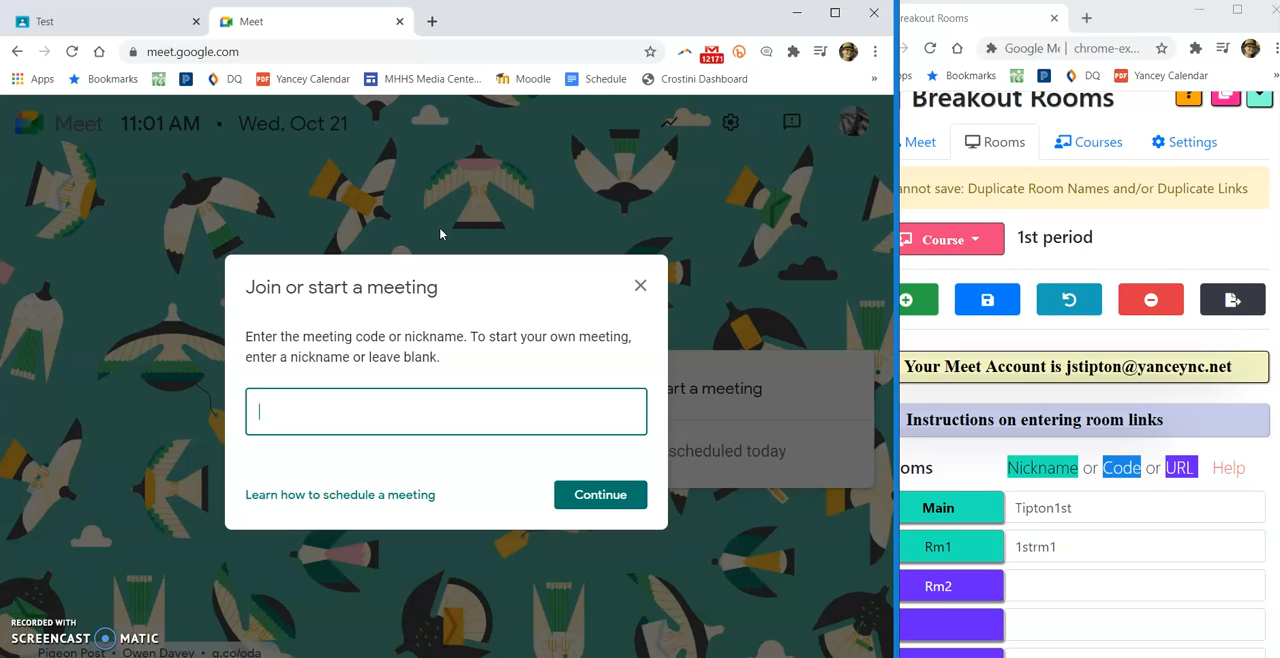 Test
Meet
meet.google.com
12171
Apps
Bookmarks
DQ
PDF
Yancey Calendar
MHHS Media Cente...
Moodle
Schedule
Crostini Dashboard
»
Meet 11:01 AM • Wed, Oct 21
Join or start a meeting
Enter the meeting code or nickname. To start your own meeting,
enter a nickname or leave blank.
Learn how to schedule a meeting
Continue
art a meeting
scheduled today
RECORDED WITH
SCREENCAST MATIC
Pigeon Post • Owen Davey • g.co/oda
reakout Rooms
Google Me chrome-ex...
ps
Bookmarks
DQ
PDF
Yancey Calendar
»
Breakout Rooms
?
Meet
Rooms
Courses
Settings
annot save: Duplicate Room Names and/or Duplicate Links
Course
1st period
Your Meet Account is jstipton@yanceync.net
Instructions on entering room links
oms
Nickname or Code or URL Help
Main
Tipton1st
Rm1
1strm1
Rm2